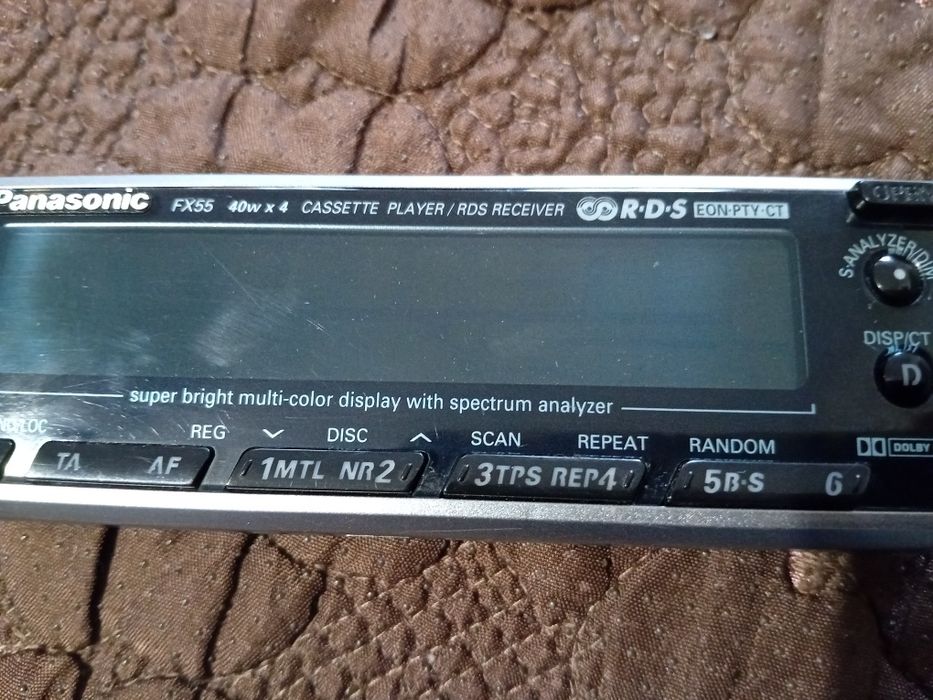 Panasonic FX55 40w x 4 CASSETTE PLAYER / RDS RECEIVER R·D·S EON·PTY·CT
S·ANALYZER/DIM
DISP/CT
D
super bright multi-color display with spectrum analyzer
REG DISC SCAN REPEAT RANDOM DOLBY
TA AF 1MTL NR2 3TPS REP4 5B·S 6